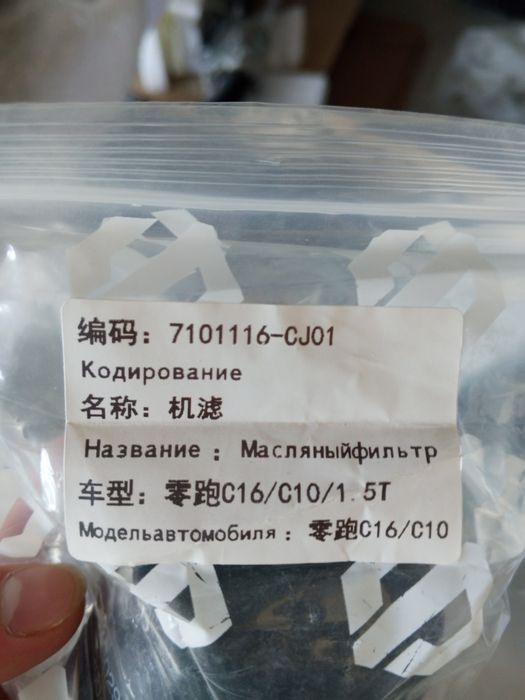 编码：7101116-CJ01
Кодирование
名称：机滤
Название：Масляныйфильтр
车型：零跑C16/C10/1.5T
Модельавтомобиля：零跑C16/C10